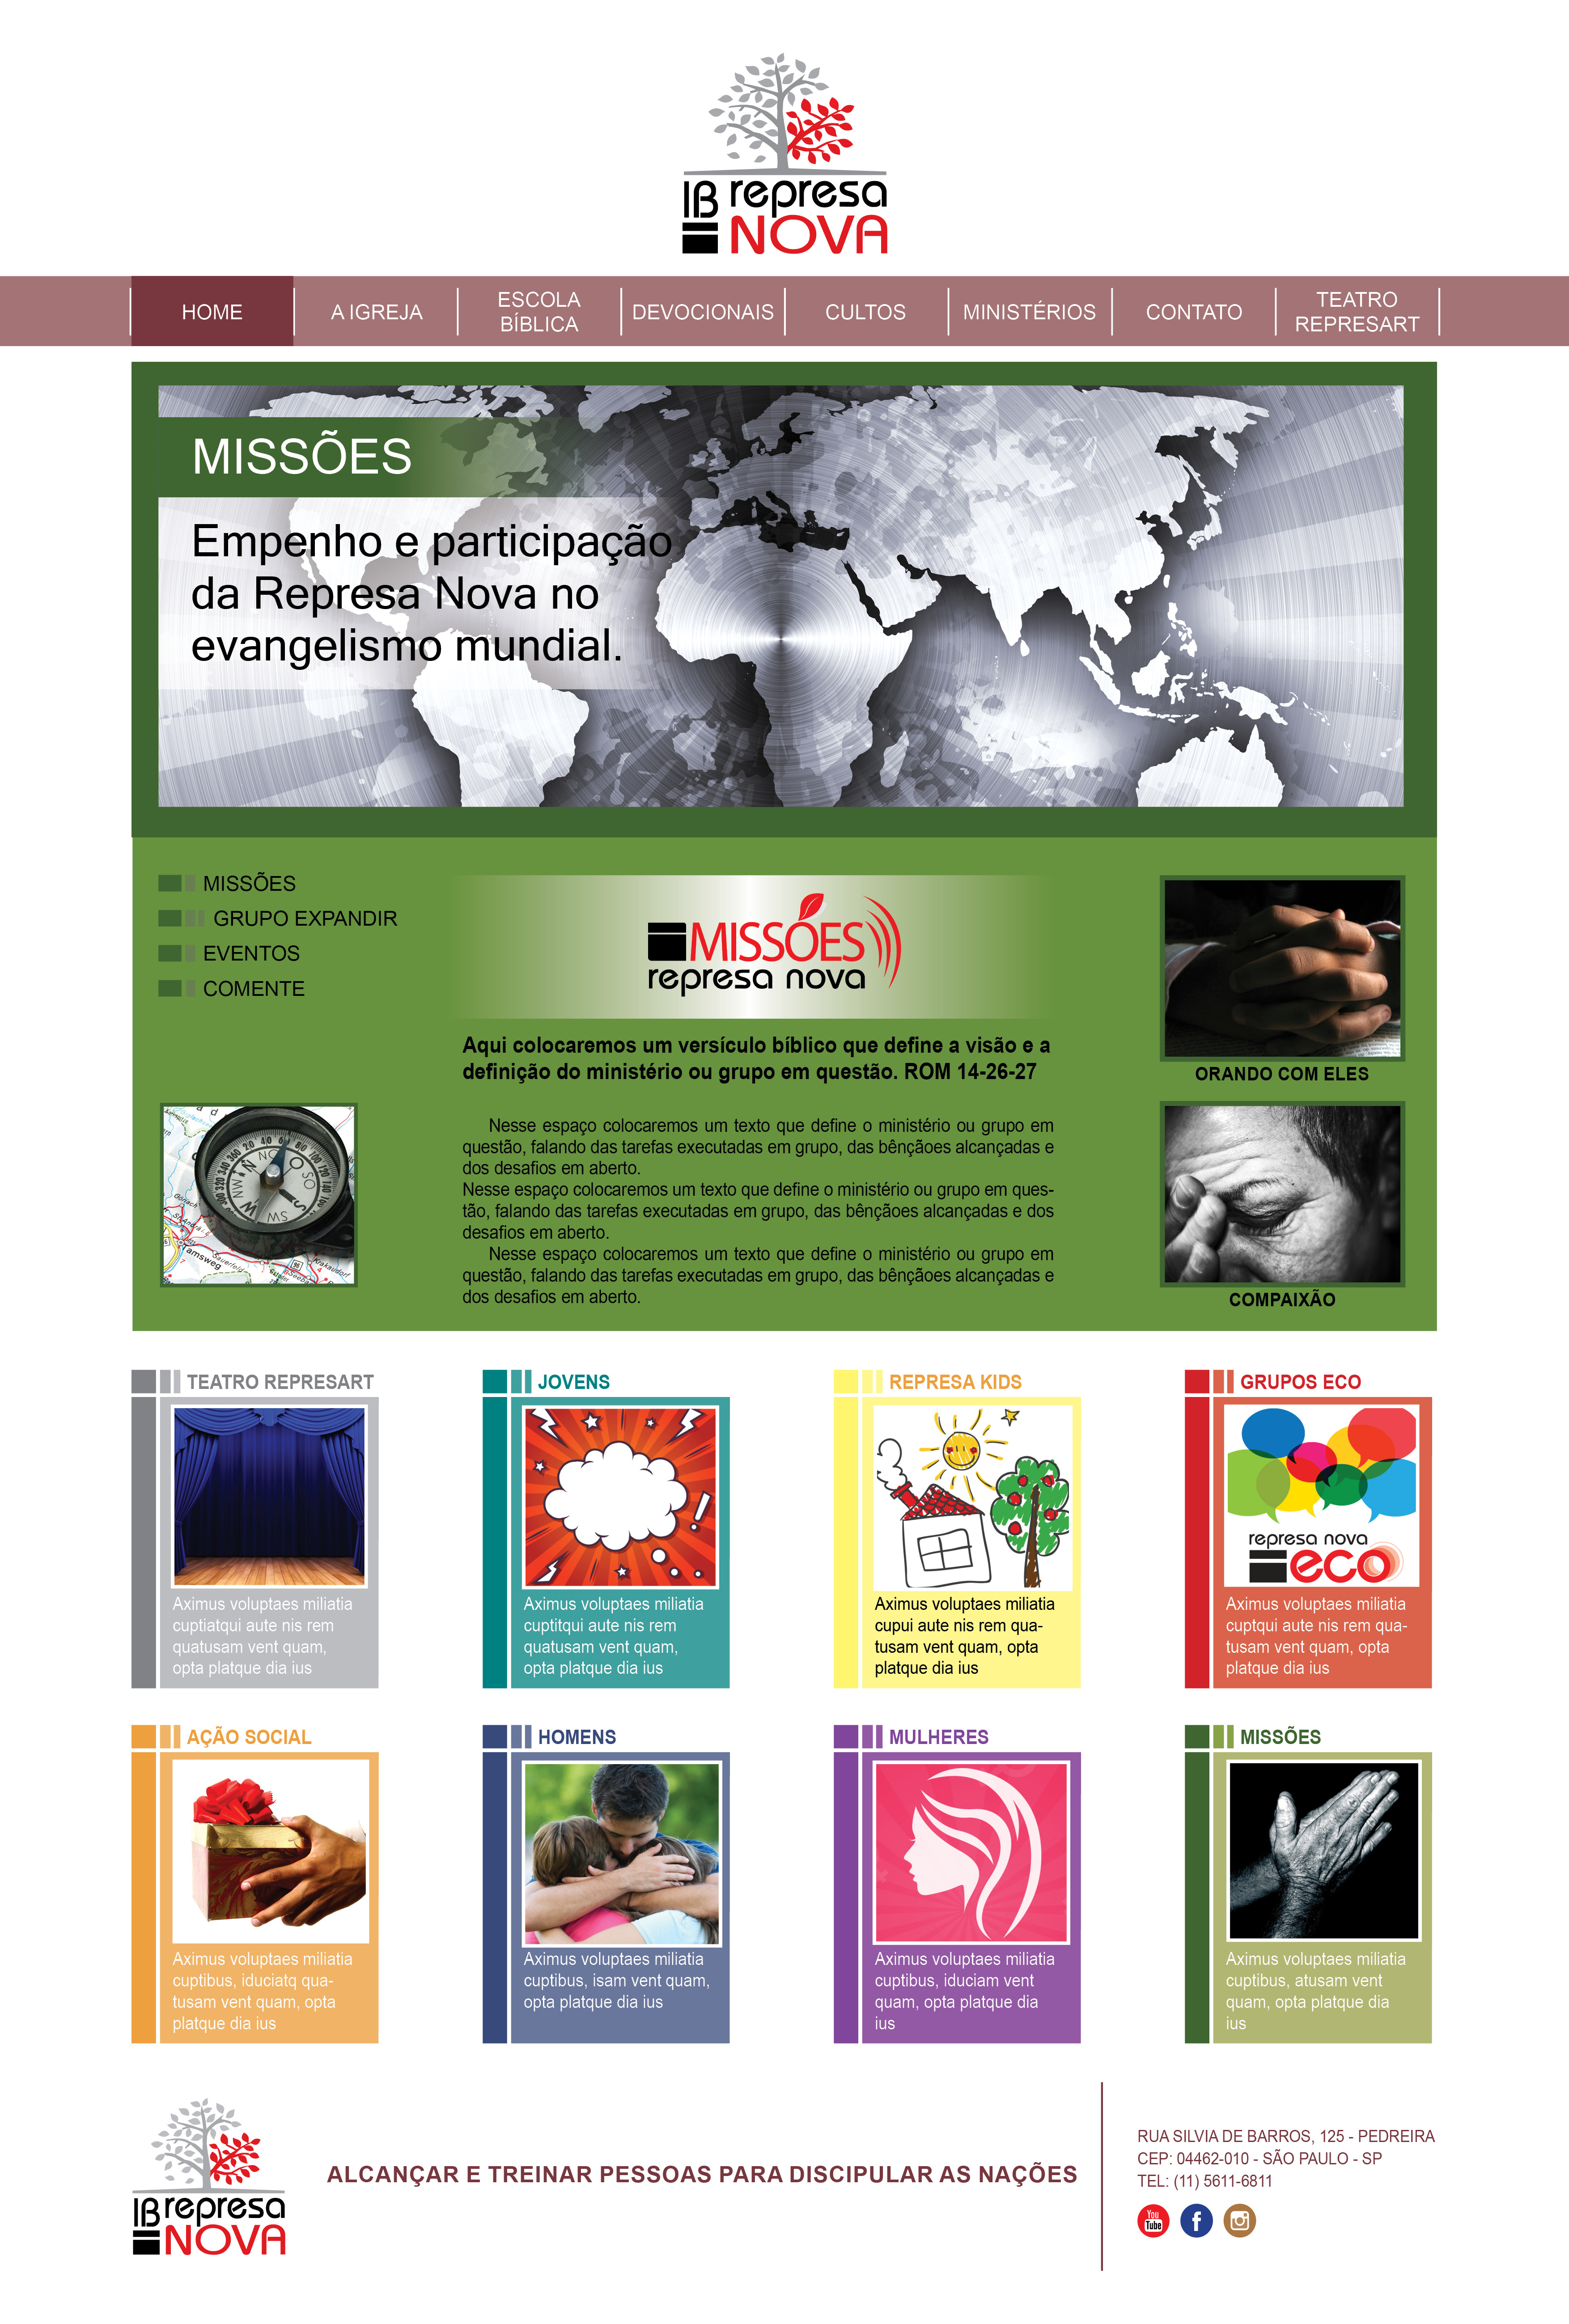 IB represa
NOVA
HOME
A IGREJA
ESCOLA
BÍBLICA
DEVOCIONAIS
CULTOS
MINISTÉRIOS
CONTATO
TEATRO
REPRESART
MISSÕES
Empenho e participação
da Represa Nova no
evangelismo mundial.
MISSÕES
GRUPO EXPANDIR
EVENTOS
COMENTE
MISSÕES
represa nova
Aqui colocaremos um versículo bíblico que define a visão e a
definição do ministério ou grupo em questão. ROM 14-26-27
Nesse espaço colocaremos um texto que define o ministério ou grupo em
questão, falando das tarefas executadas em grupo, das bênçãoes alcançadas e
dos desafios em aberto.
Nesse espaço colocaremos um texto que define o ministério ou grupo em ques-
tão, falando das tarefas executadas em grupo, das bênçãoes alcançadas e dos
desafios em aberto.
Nesse espaço colocaremos um texto que define o ministério ou grupo em
questão, falando das tarefas executadas em grupo, das bênçãoes alcançadas e
dos desafios em aberto.
ORANDO COM ELES
COMPAIXÃO
TEATRO REPRESART
Aximus voluptaes miliatia
cuptiatqui aute nis rem
quatusam vent quam,
opta platque dia ius
JOVENS
Aximus voluptaes miliatia
cuptitqui aute nis rem
quatusam vent quam,
opta platque dia ius
REPRESA KIDS
Aximus voluptaes miliatia
cupui aute nis rem qua-
tusam vent quam, opta
platque dia ius
GRUPOS ECO
represa nova
eco
Aximus voluptaes miliatia
cuptqui aute nis rem qua-
tusam vent quam, opta
platque dia ius
AÇÃO SOCIAL
Aximus voluptaes miliatia
cuptibus, iduciatq qua-
tusam vent quam, opta
platque dia ius
HOMENS
Aximus voluptaes miliatia
cuptibus, isam vent quam,
opta platque dia ius
MULHERES
Aximus voluptaes miliatia
cuptibus, iduciam vent
quam, opta platque dia
ius
MISSÕES
Aximus voluptaes miliatia
cuptibus, atusam vent
quam, opta platque dia
ius
IB represa
NOVA
ALCANÇAR E TREINAR PESSOAS PARA DISCIPULAR AS NAÇÕES
RUA SILVIA DE BARROS, 125 - PEDREIRA
CEP: 04462-010 - SÃO PAULO - SP
TEL: (11) 5611-6811
You
Tube
f